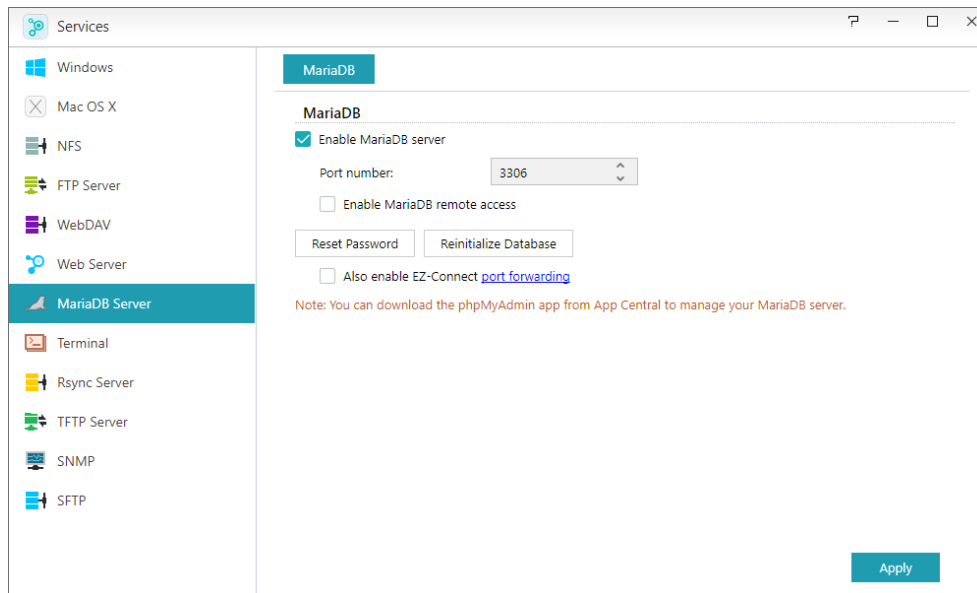 Services
Windows
Mac OS X
NFS
FTP Server
WebDAV
Web Server
MariaDB Server
Terminal
Rsync Server
TFTP Server
SNMP
SFTP
MariaDB
MariaDB
Enable MariaDB server
Port number: 3306
Enable MariaDB remote access
Reset Password Reinitialize Database
Also enable EZ-Connect port forwarding
Note: You can download the phpMyAdmin app from App Central to manage your MariaDB server.
Apply